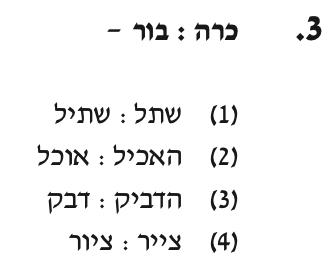 3. כרה : בור –
(1) שתל : שתיל
(2) האכיל : אוכל
(3) הדביק : דבק
(4) צייר : ציור